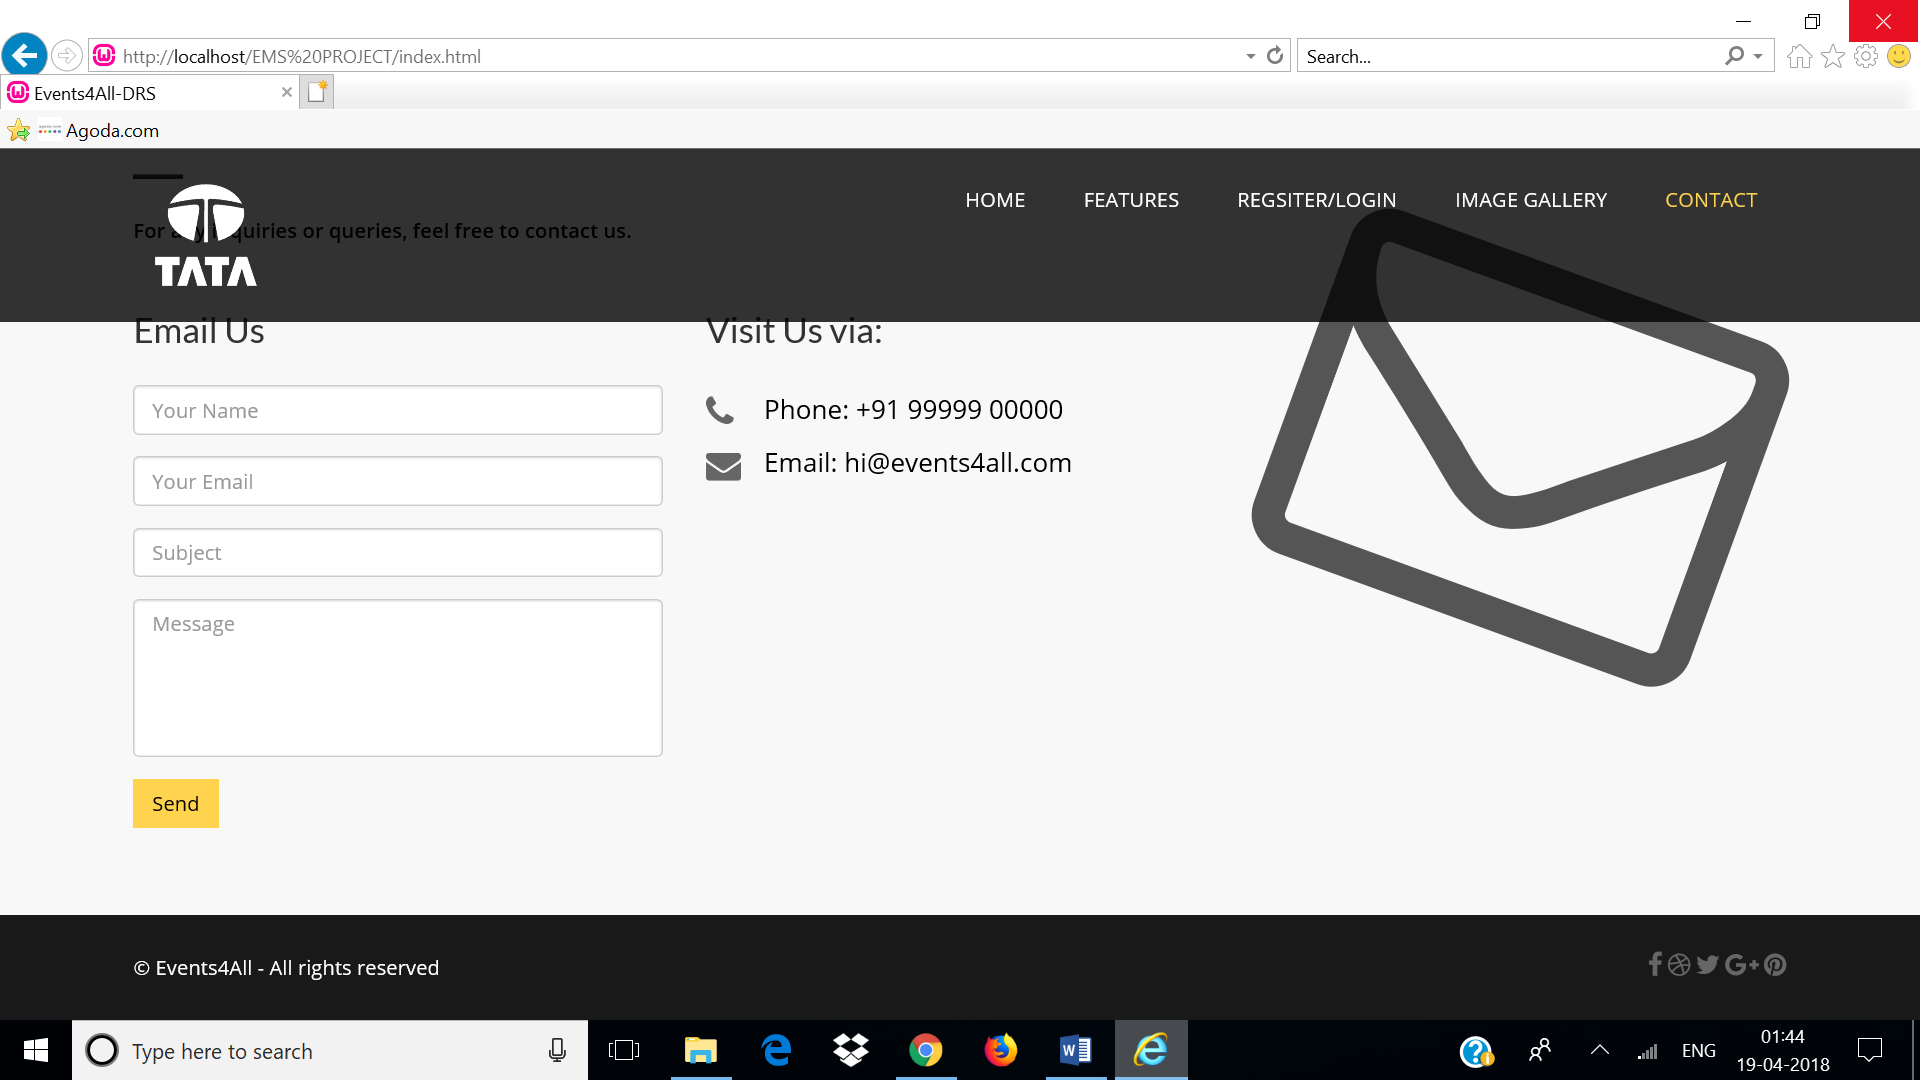 http://localhost/EMS%20PROJECT/index.html
Search...
Events4All-DRS
Agoda.com
TATA
HOME FEATURES REGSITER/LOGIN IMAGE GALLERY CONTACT
For any inquiries or queries, feel free to contact us.
Email Us
Your Name
Your Email
Subject
Message
Send
Visit Us via:
Phone: +91 99999 00000
Email: hi@events4all.com
© Events4All - All rights reserved
Type here to search
ENG
01:44
19-04-2018